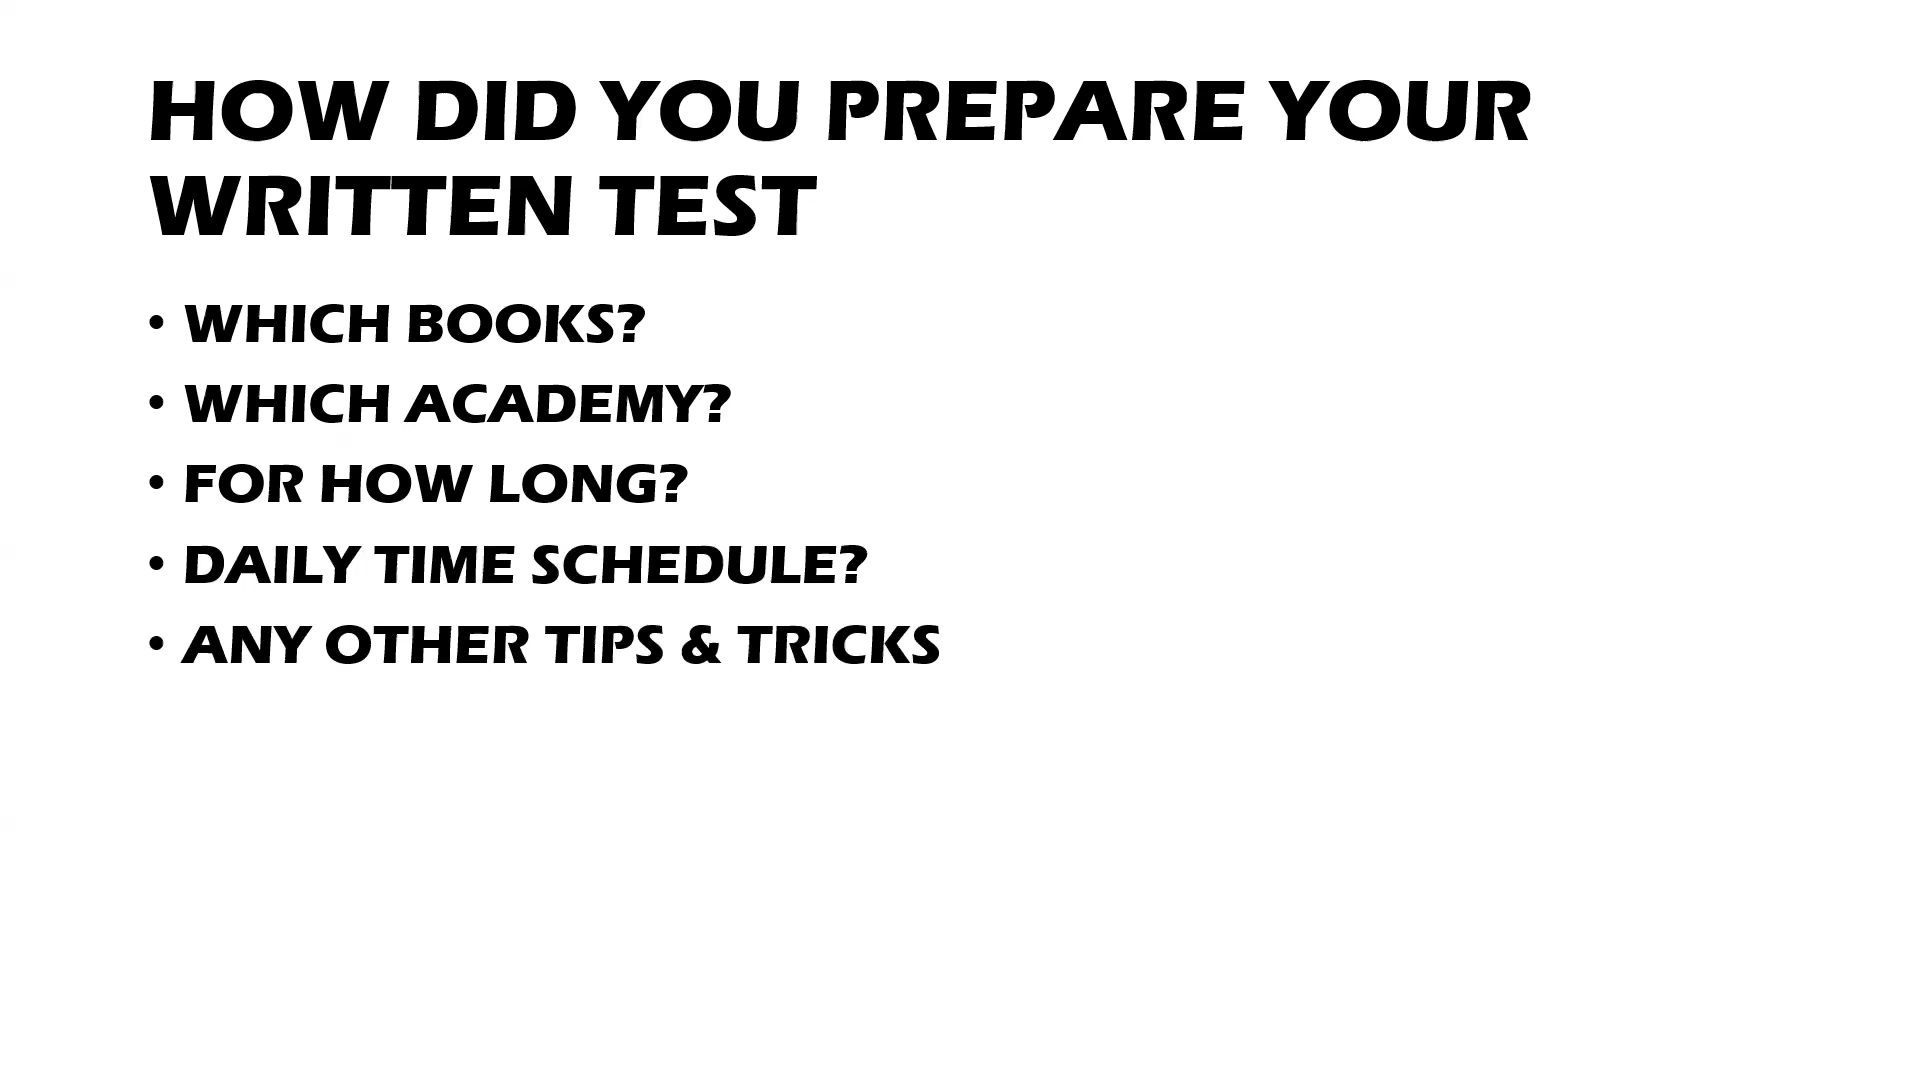 HOW DID YOU PREPARE YOUR
WRITTEN TEST
• WHICH BOOKS?
• WHICH ACADEMY?
• FOR HOW LONG?
• DAILY TIME SCHEDULE?
• ANY OTHER TIPS & TRICKS